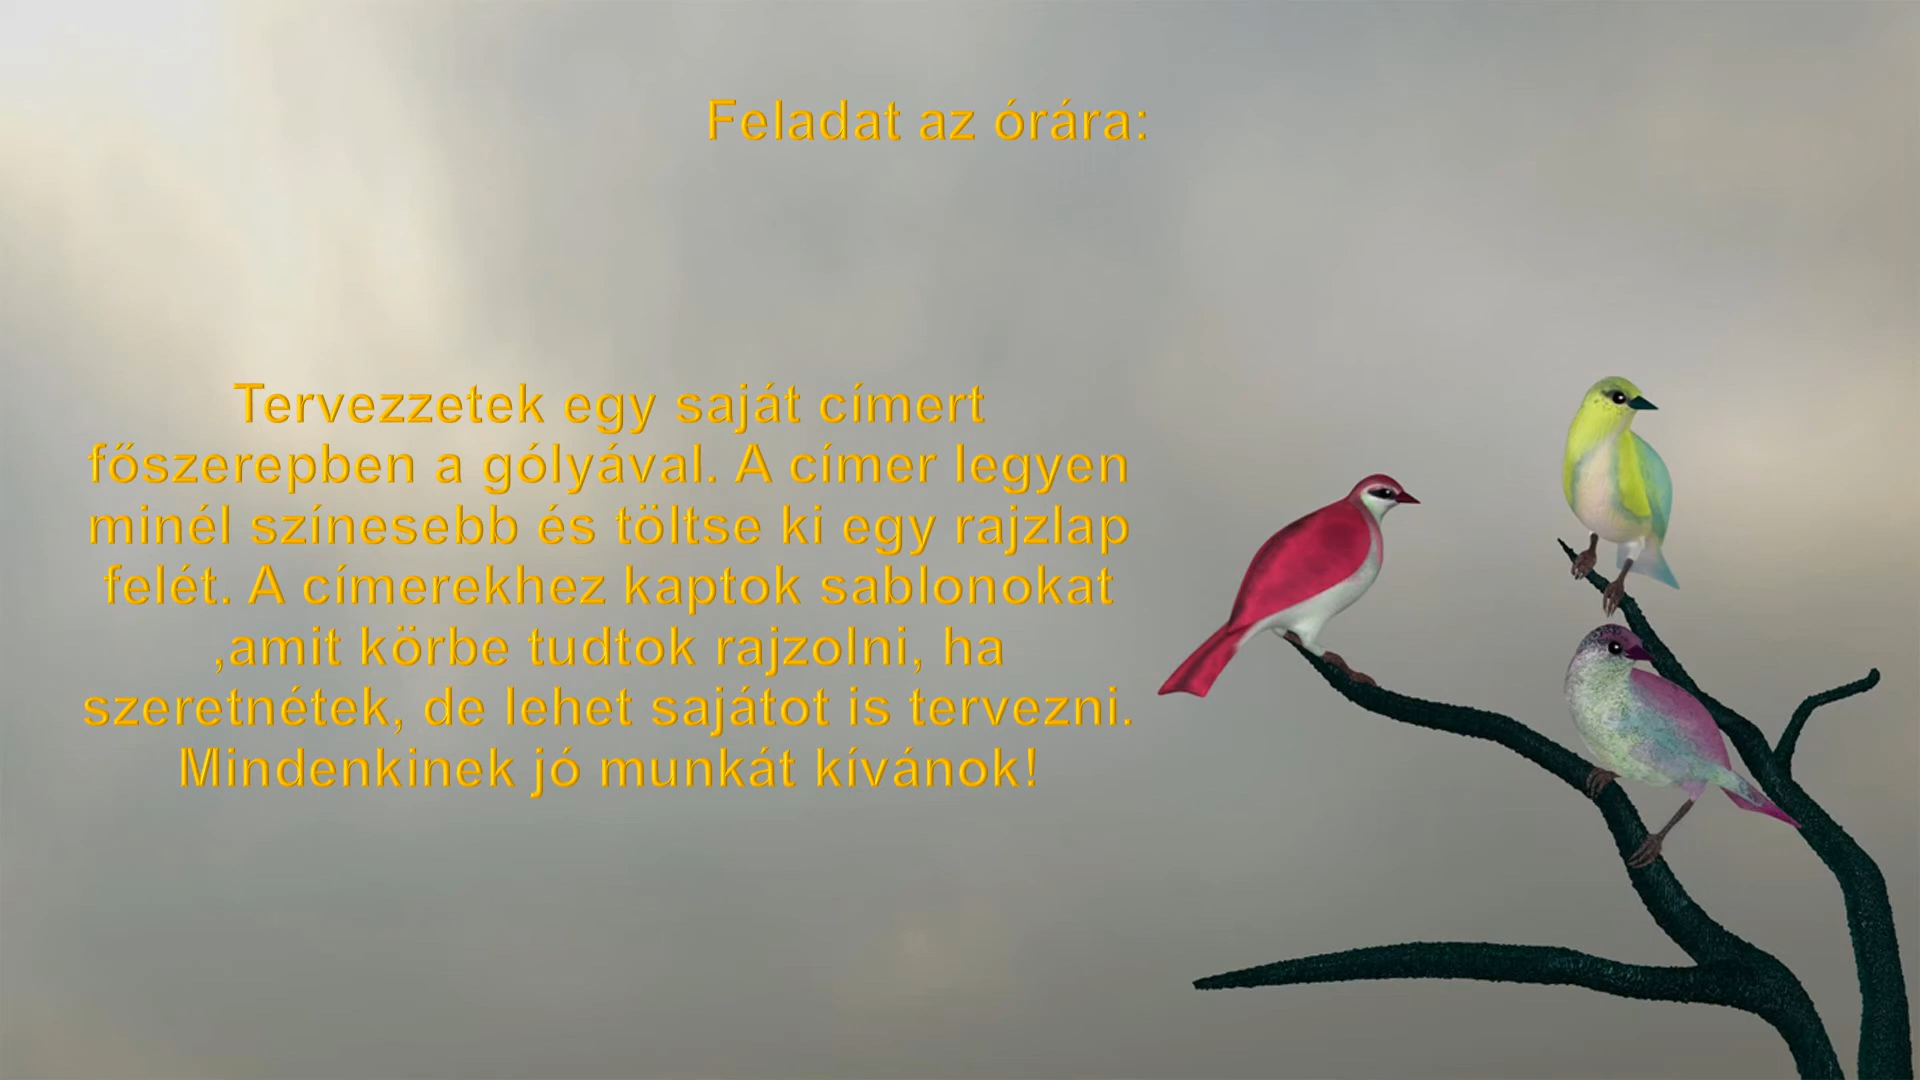 Feladat az órára:
Tervezzetek egy saját címert
főszerepben a gólyával. A címer legyen
minél színesebb és töltse ki egy rajzlap
felét. A címerekhez kaptok sablonokat
,amit körbe tudtok rajzolni, ha
szeretnétek, de lehet sajátot is tervezni.
Mindenkinek jó munkát kívánok!